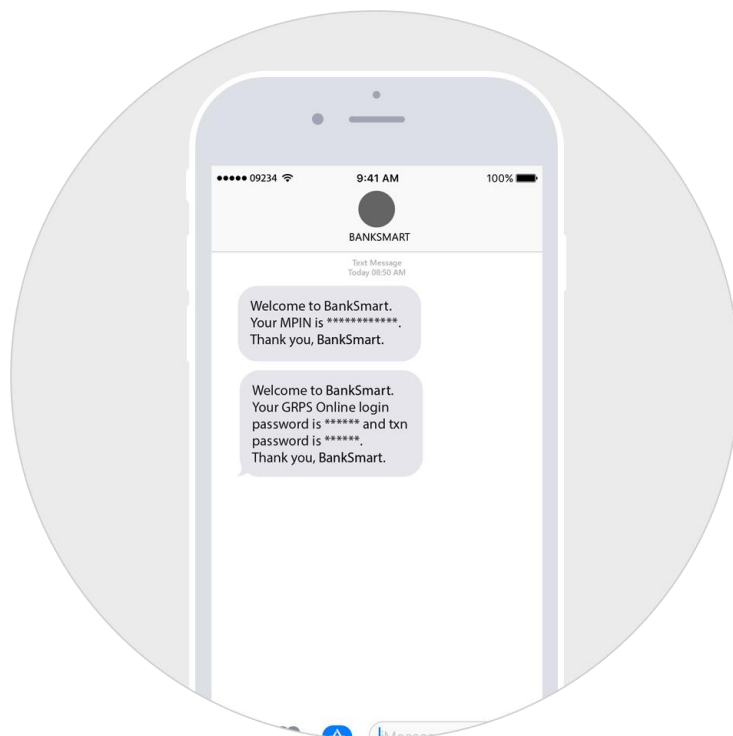 09234 9:41 AM 100%
BANKSMART
Text Message
Today 08:50 AM
Welcome to BankSmart.
Your MPIN is ************.
Thank you, BankSmart.
Welcome to BankSmart.
Your GRPS Online login
password is ****** and txn
password is ******.
Thank you, BankSmart.